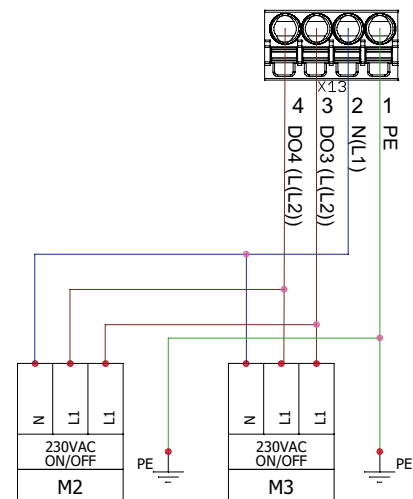 X13
4 3 2 1
DO4 (L(L2)) DO3 (L(L2)) N(L1) PE
N L1 L1 N L1 L1
230VAC 230VAC
ON/OFF ON/OFF
PE PE
M2 M3